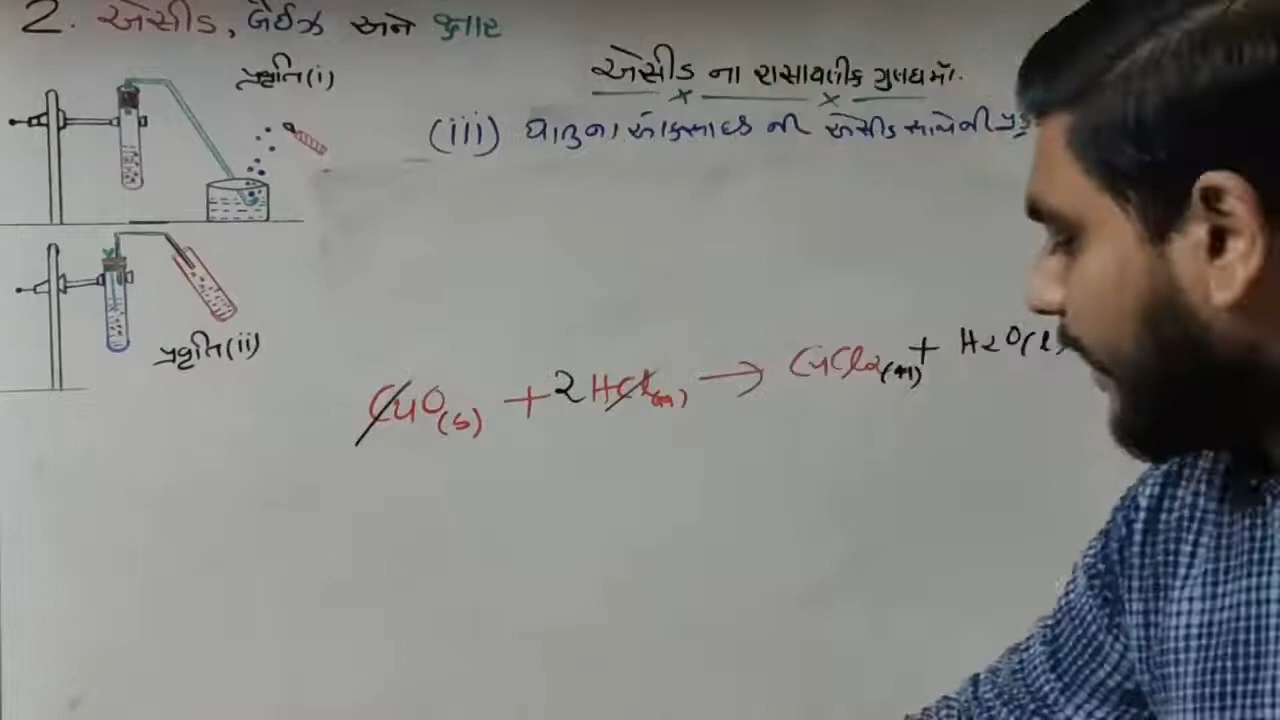 2. એસીડ, બેઈઝ અને ક્ષાર
પ્રવૃત્તિ(i)
એસીડ ના રાસાયણીક ગુણધર્મો.
(iii) ધાતુના ઓક્સાઇડ ની એસીડ સાથેની
પ્રવૃત્તિ(ii)
CuO(s) + 2HCl(aq) → CuCl2(aq) + H2O(l